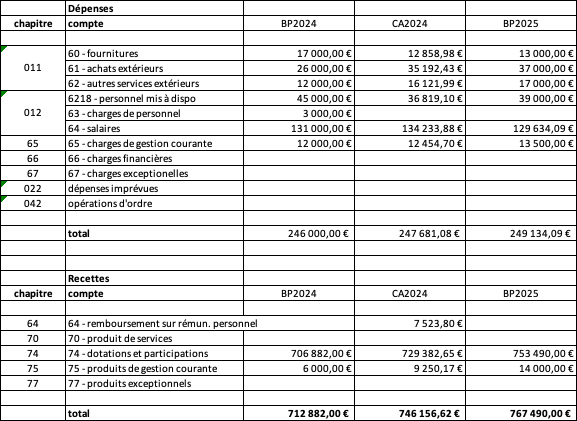 Dépenses
chapitre compte BP2024 CA2024 BP2025
011 60 - fournitures 17 000,00 € 12 858,98 € 13 000,00 €
61 - achats extérieurs 26 000,00 € 35 192,43 € 37 000,00 €
62 - autres services extérieurs 12 000,00 € 16 121,99 € 17 000,00 €
012 6218 - personnel mis à dispo 45 000,00 € 36 819,10 € 39 000,00 €
63 - charges de personnel 3 000,00 €
64 - salaires 131 000,00 € 134 233,88 € 129 634,09 €
65 65 - charges de gestion courante 12 000,00 € 12 454,70 € 13 500,00 €
66 66 - charges financières
67 67 - charges exceptionelles
022 dépenses imprévues
042 opérations d'ordre
total 246 000,00 € 247 681,08 € 249 134,09 €
Recettes
chapitre compte BP2024 CA2024 BP2025
64 64 - remboursement sur rémun. personnel 7 523,80 €
70 70 - produit de services
74 74 - dotations et participations 706 882,00 € 729 382,65 € 753 490,00 €
75 75 - produits de gestion courante 6 000,00 € 9 250,17 € 14 000,00 €
77 77 - produits exceptionnels
total 712 882,00 € 746 156,62 € 767 490,00 €